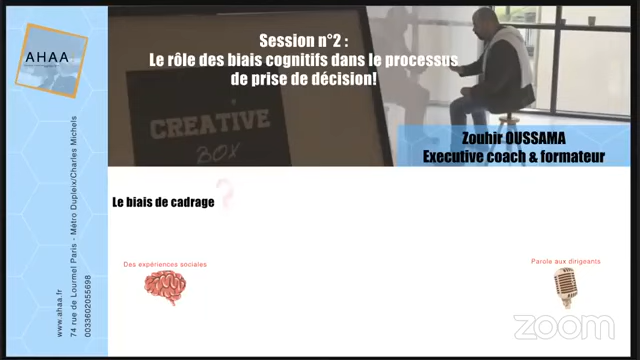 AHAA
Session n°2 :
Le rôle des biais cognitifs dans le processus
de prise de décision!
CREATIVE
BOX
Zouhir OUSSAMA
Executive coach & formateur
Le biais de cadrage ?
Des expériences sociales
Parole aux dirigeants
www.ahaa.fr
74 rue de Lourmel Paris - Métro Dupleix/Charles Michels
0033602055698
zoom